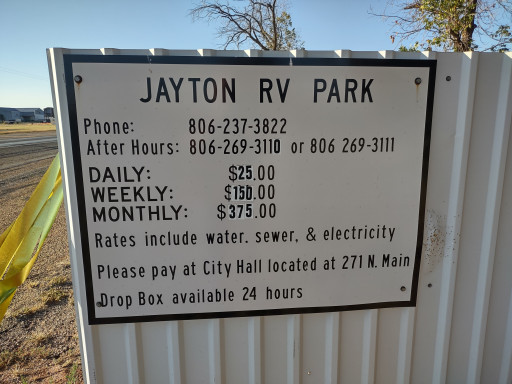 JAYTON RV PARK
Phone: 806-237-3822
After Hours: 806-269-3110 or 806 269-3111
DAILY: $25.00
WEEKLY: $150.00
MONTHLY: $375.00
Rates include water. sewer, & electricity
Please pay at City Hall located at 271 N. Main
Drop Box available 24 hours